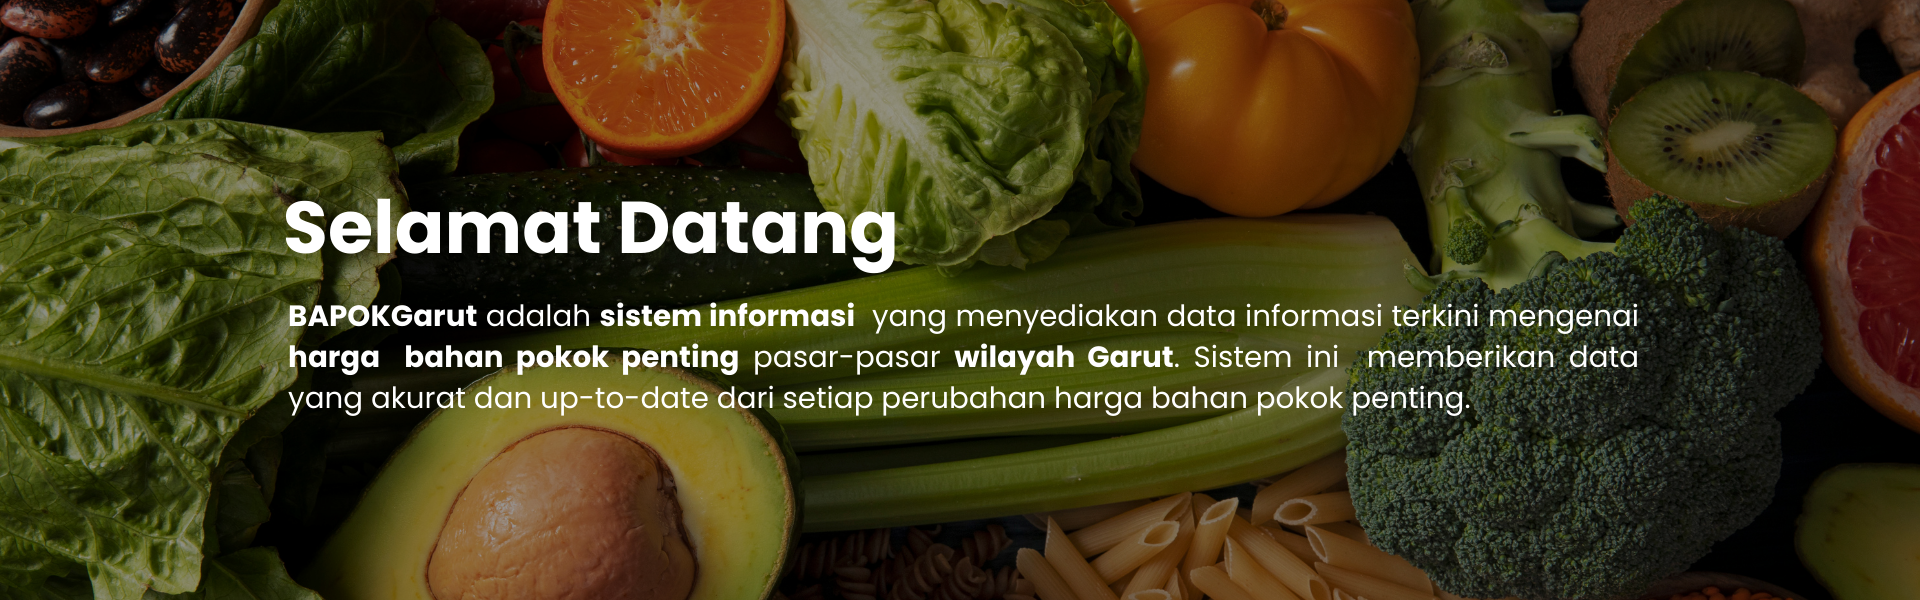 Selamat Datang
BAPOKGarut adalah sistem informasi yang menyediakan data informasi terkini mengenai
harga bahan pokok penting pasar-pasar wilayah Garut. Sistem ini memberikan data
yang akurat dan up-to-date dari setiap perubahan harga bahan pokok penting.